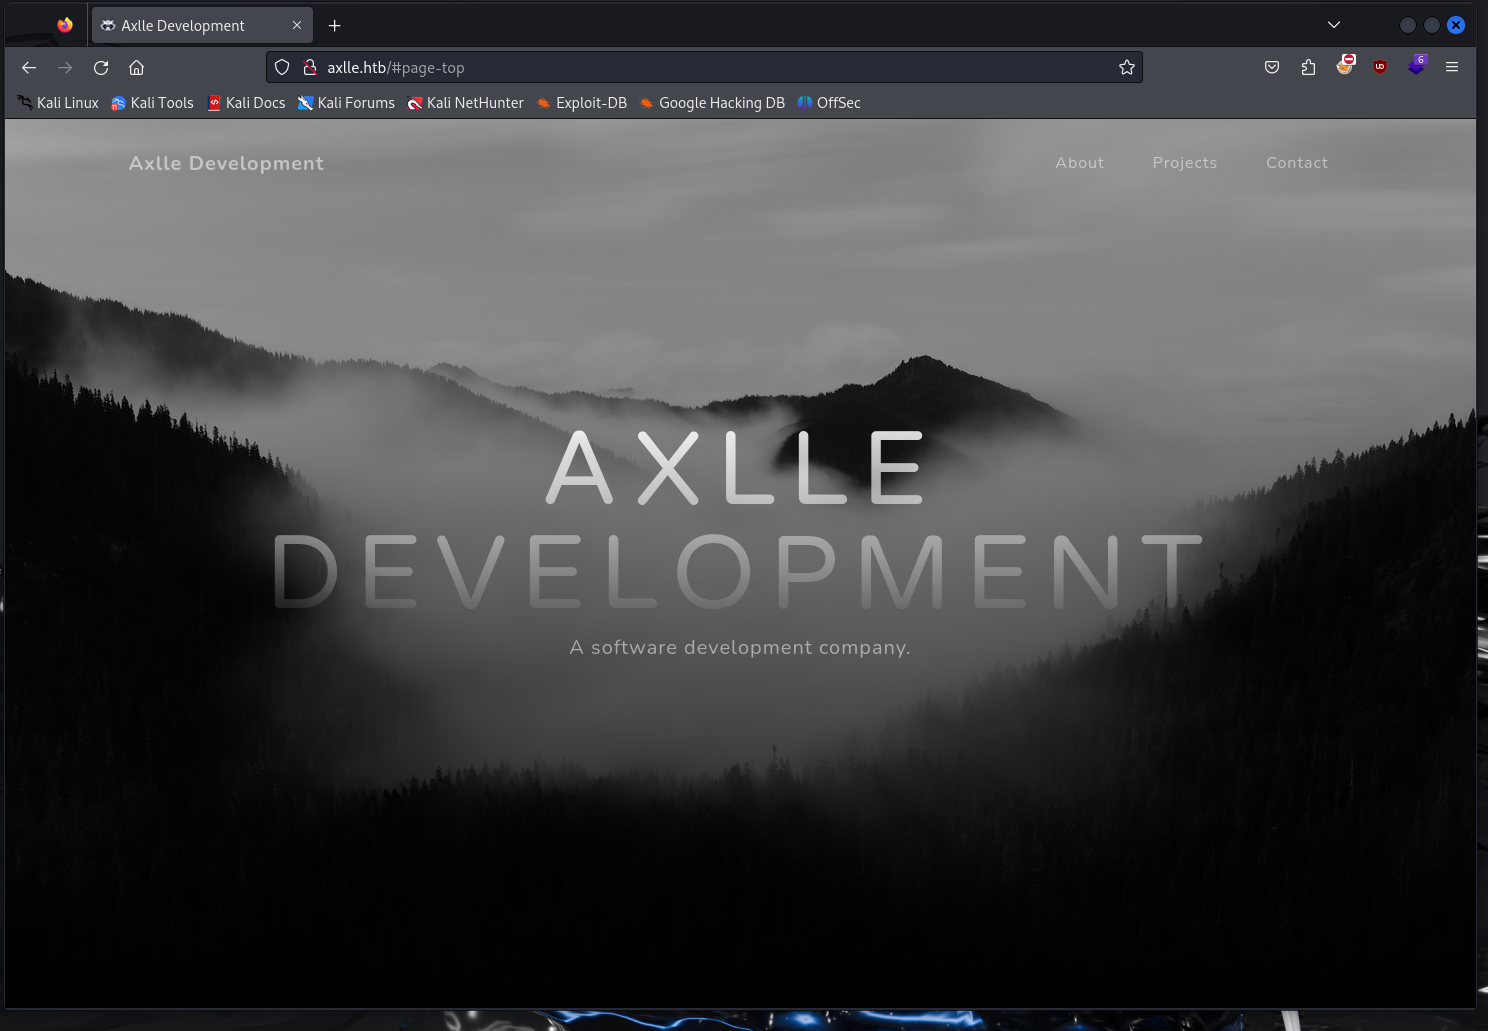 Axlle Development
axlle.htb/#page-top
6
Kali Linux Kali Tools Kali Docs Kali Forums Kali NetHunter Exploit-DB Google Hacking DB OffSec
Axlle Development About Projects Contact
AXLLE
DEVELOPMENT
A software development company.